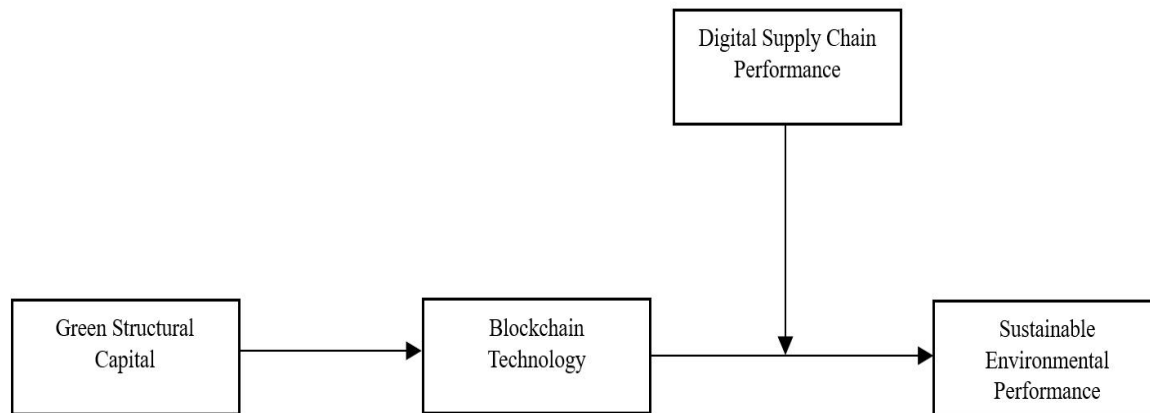 Digital Supply Chain
Performance
Green Structural
Capital
Blockchain
Technology
Sustainable
Environmental
Performance